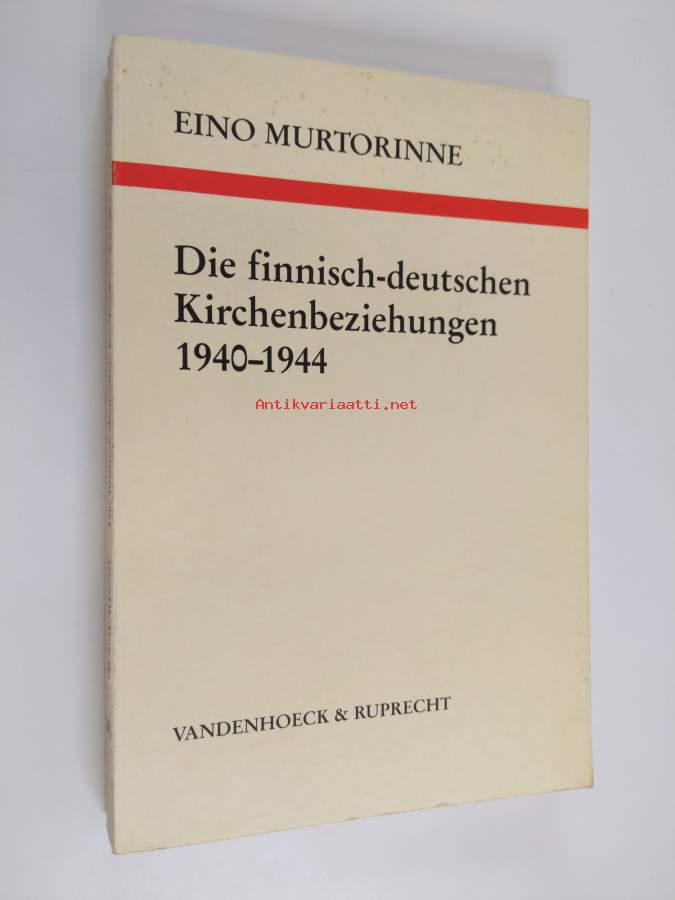 EINO MURTORINNE
Die finnisch-deutschen
Kirchenbeziehungen
1940–1944
Antikvariaatti.net
VANDENHOECK & RUPRECHT